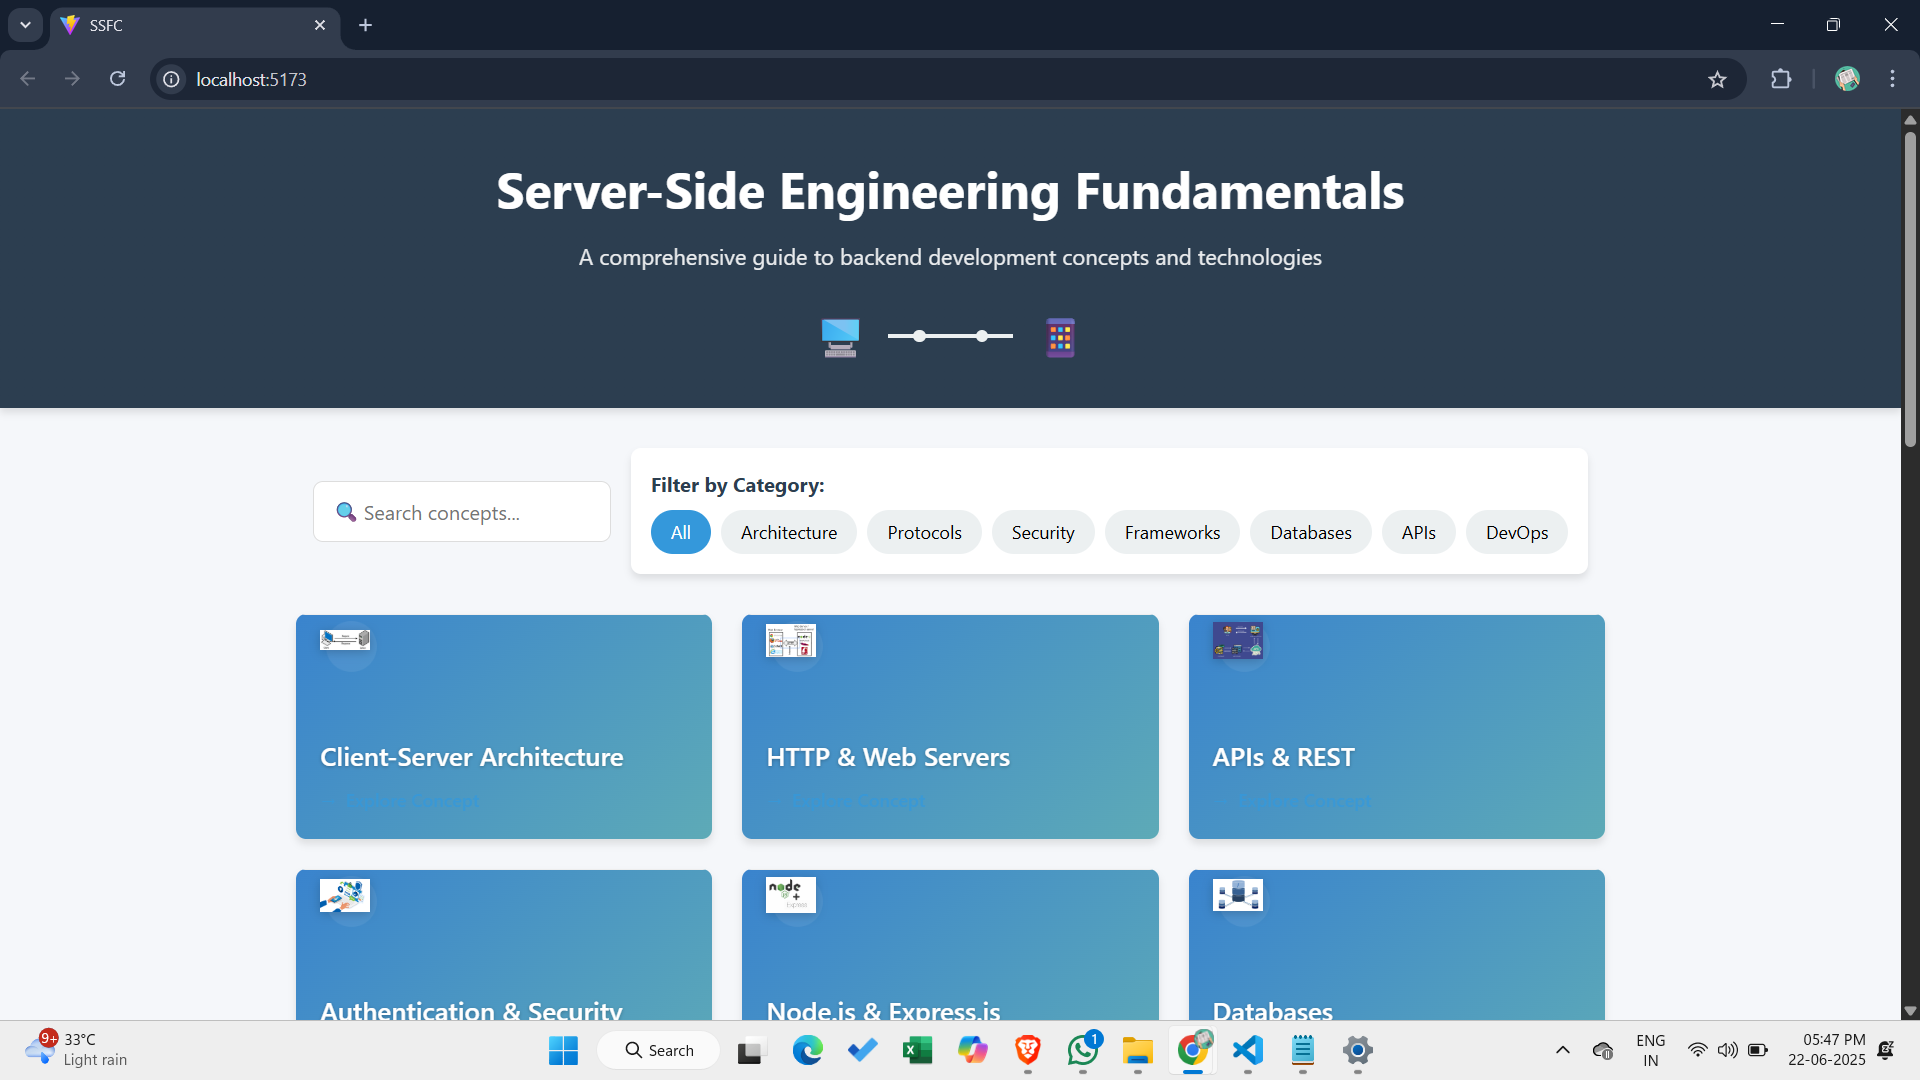 SSFC
localhost:5173
Server-Side Engineering Fundamentals
A comprehensive guide to backend development concepts and technologies
Search concepts...
Filter by Category:
All Architecture Protocols Security Frameworks Databases APIs DevOps
Client-Server Architecture
HTTP & Web Servers
APIs & REST
Authentication & Security
node
+
Express
Node.js & Express.js
Databases
9+
33°C
Light rain
Search
1
ENG
IN
05:47 PM
22-06-2025